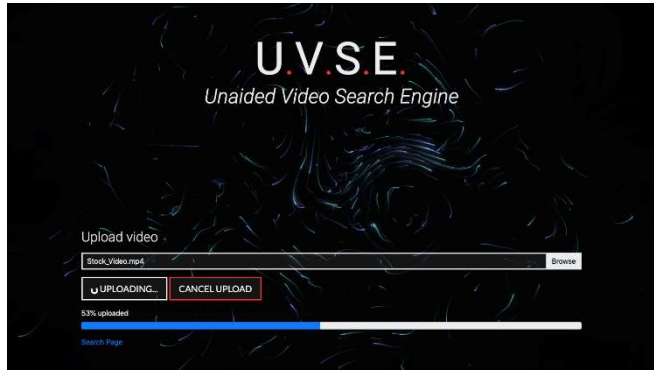 U.V.S.E.
Unaided Video Search Engine
Upload video
Stock_Video.mp4 Browse
UPLOADING... CANCEL UPLOAD
53% uploaded
Search Page